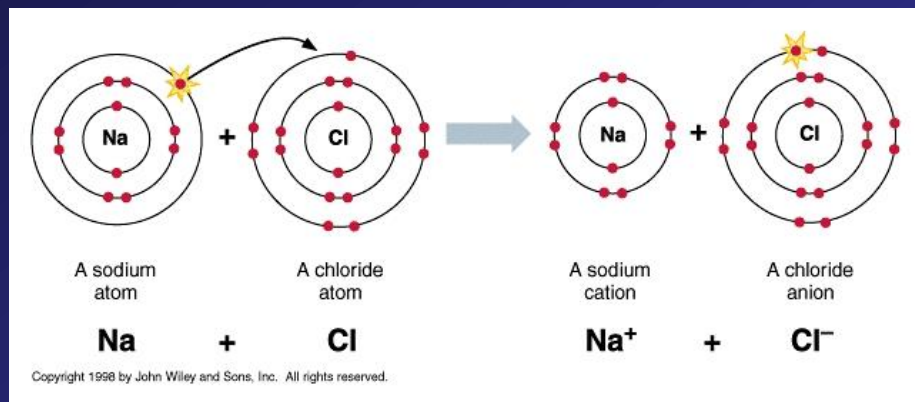 Na + Cl Na + Cl
A sodium atom A chloride atom A sodium cation A chloride anion
Na + Cl Na⁺ + Cl⁻
Copyright 1998 by John Wiley and Sons, Inc. All rights reserved.